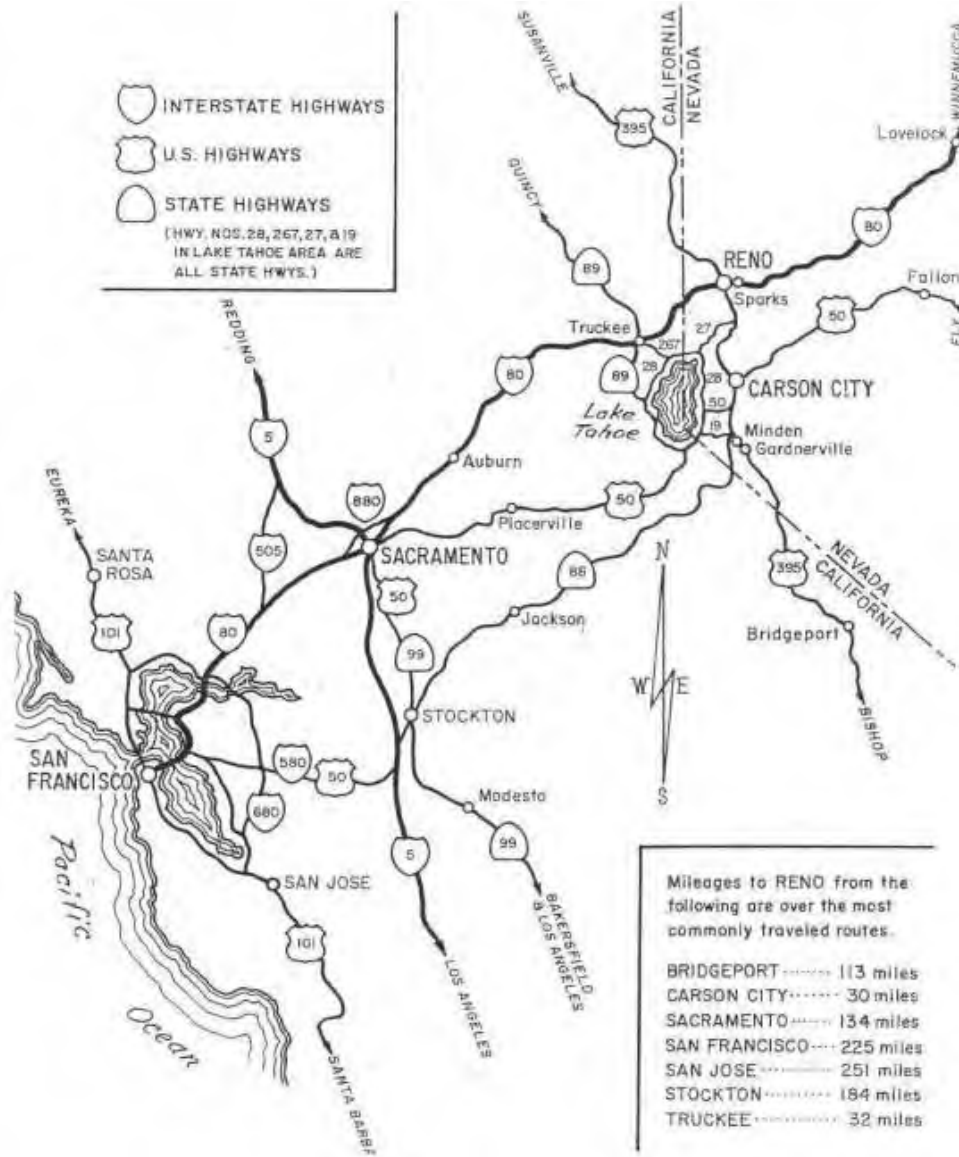 INTERSTATE HIGHWAYS
U.S. HIGHWAYS
STATE HIGHWAYS
(HWY. NOS. 28, 267, 27, & 19
IN LAKE TAHOE AREA ARE
ALL STATE HWYS.)
SUSANVILLE
CALIFORNIA
NEVADA
WINNEMUCCA
395
Lovelock
QUINCY
80
89
RENO
Sparks
Fallon
50
ELY
REDDING
Truckee
27
267
28
89
28
CARSON CITY
50
80
Lake
Tahoe
19
Minden
Gardnerville
5
Auburn
EUREKA
880
50
Placerville
SACRAMENTO
SANTA
ROSA
505
50
N
88
395
NEVADA
CALIFORNIA
101
80
99
Jackson
Bridgeport
W E
STOCKTON
BISHOP
SAN
FRANCISCO
580
50
S
680
Modesto
99
5
Pacific
Ocean
SAN JOSE
101
LOS ANGELES
BAKERSFIELD
& LOS ANGELES
SANTA BARB
Mileages to RENO from the
following are over the most
commonly traveled routes.
BRIDGEPORT ........ 113 miles
CARSON CITY ....... 30 miles
SACRAMENTO ...... 134 miles
SAN FRANCISCO .... 225 miles
SAN JOSE ........... 251 miles
STOCKTON .......... 184 miles
TRUCKEE ........... 32 miles